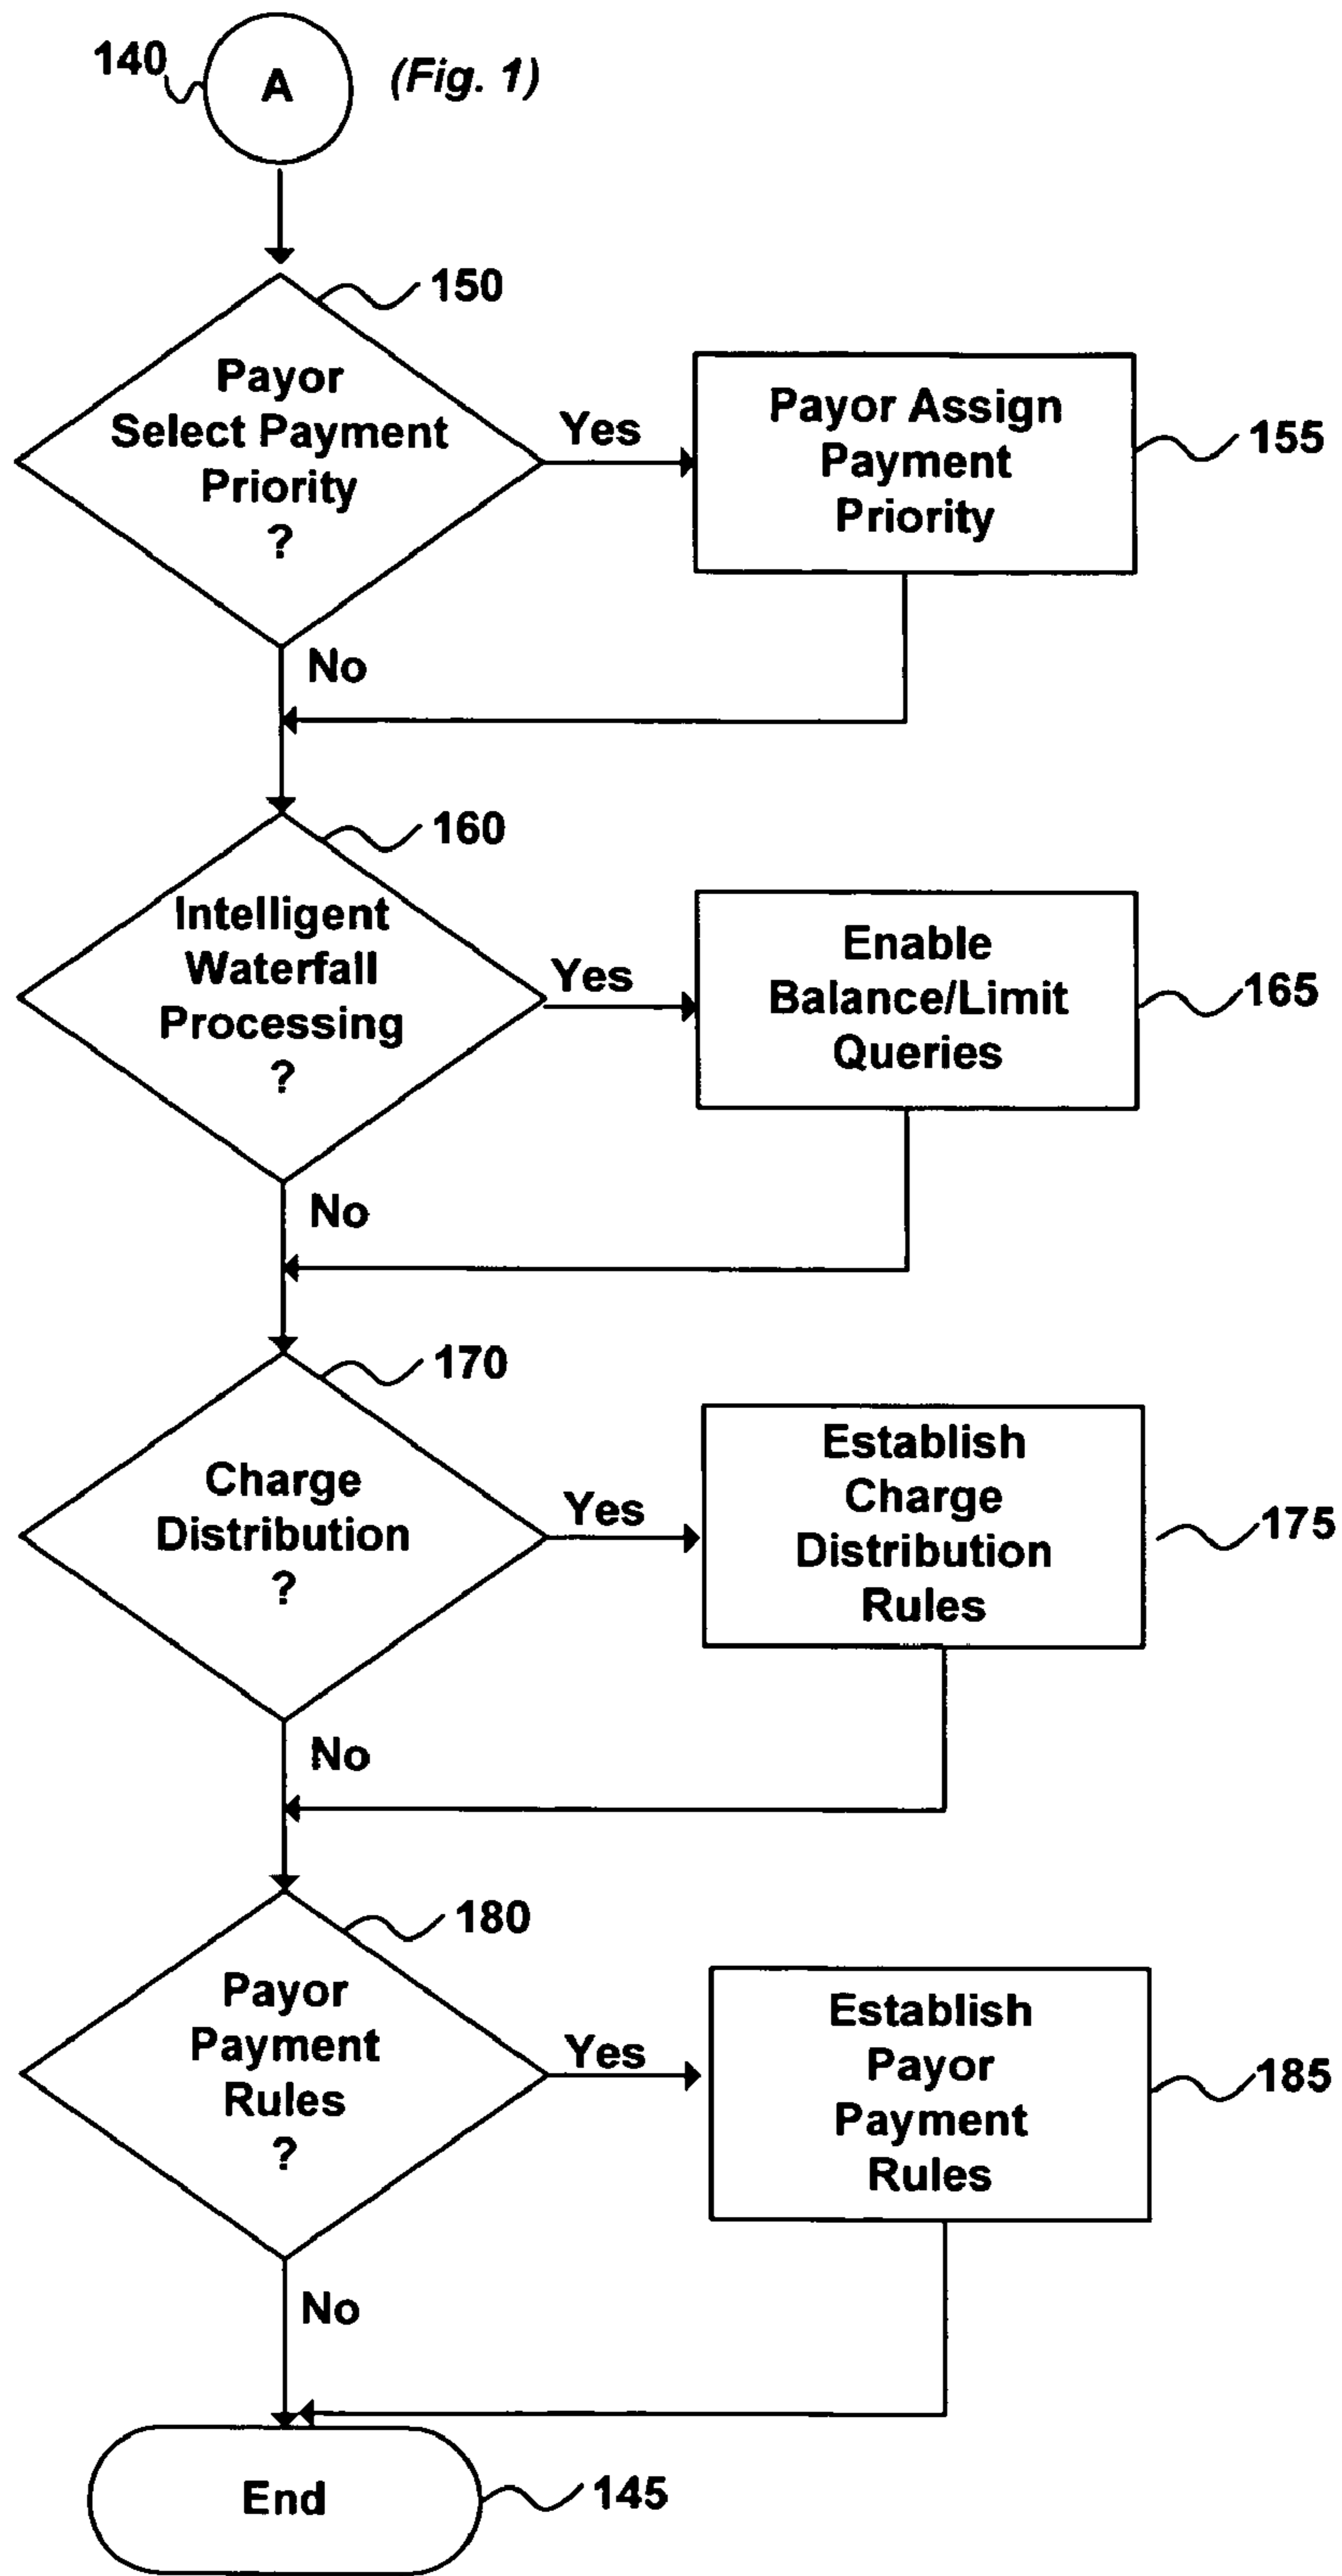 140
A
(Fig. 1)
150
Payor
Select Payment
Priority
?
Yes
Payor Assign
Payment
Priority
155
No
160
Intelligent
Waterfall
Processing
?
Yes
Enable
Balance/Limit
Queries
165
No
170
Charge
Distribution
?
Yes
Establish
Charge
Distribution
Rules
175
No
180
Payor
Payment
Rules
?
Yes
Establish
Payor
Payment
Rules
185
No
End
145